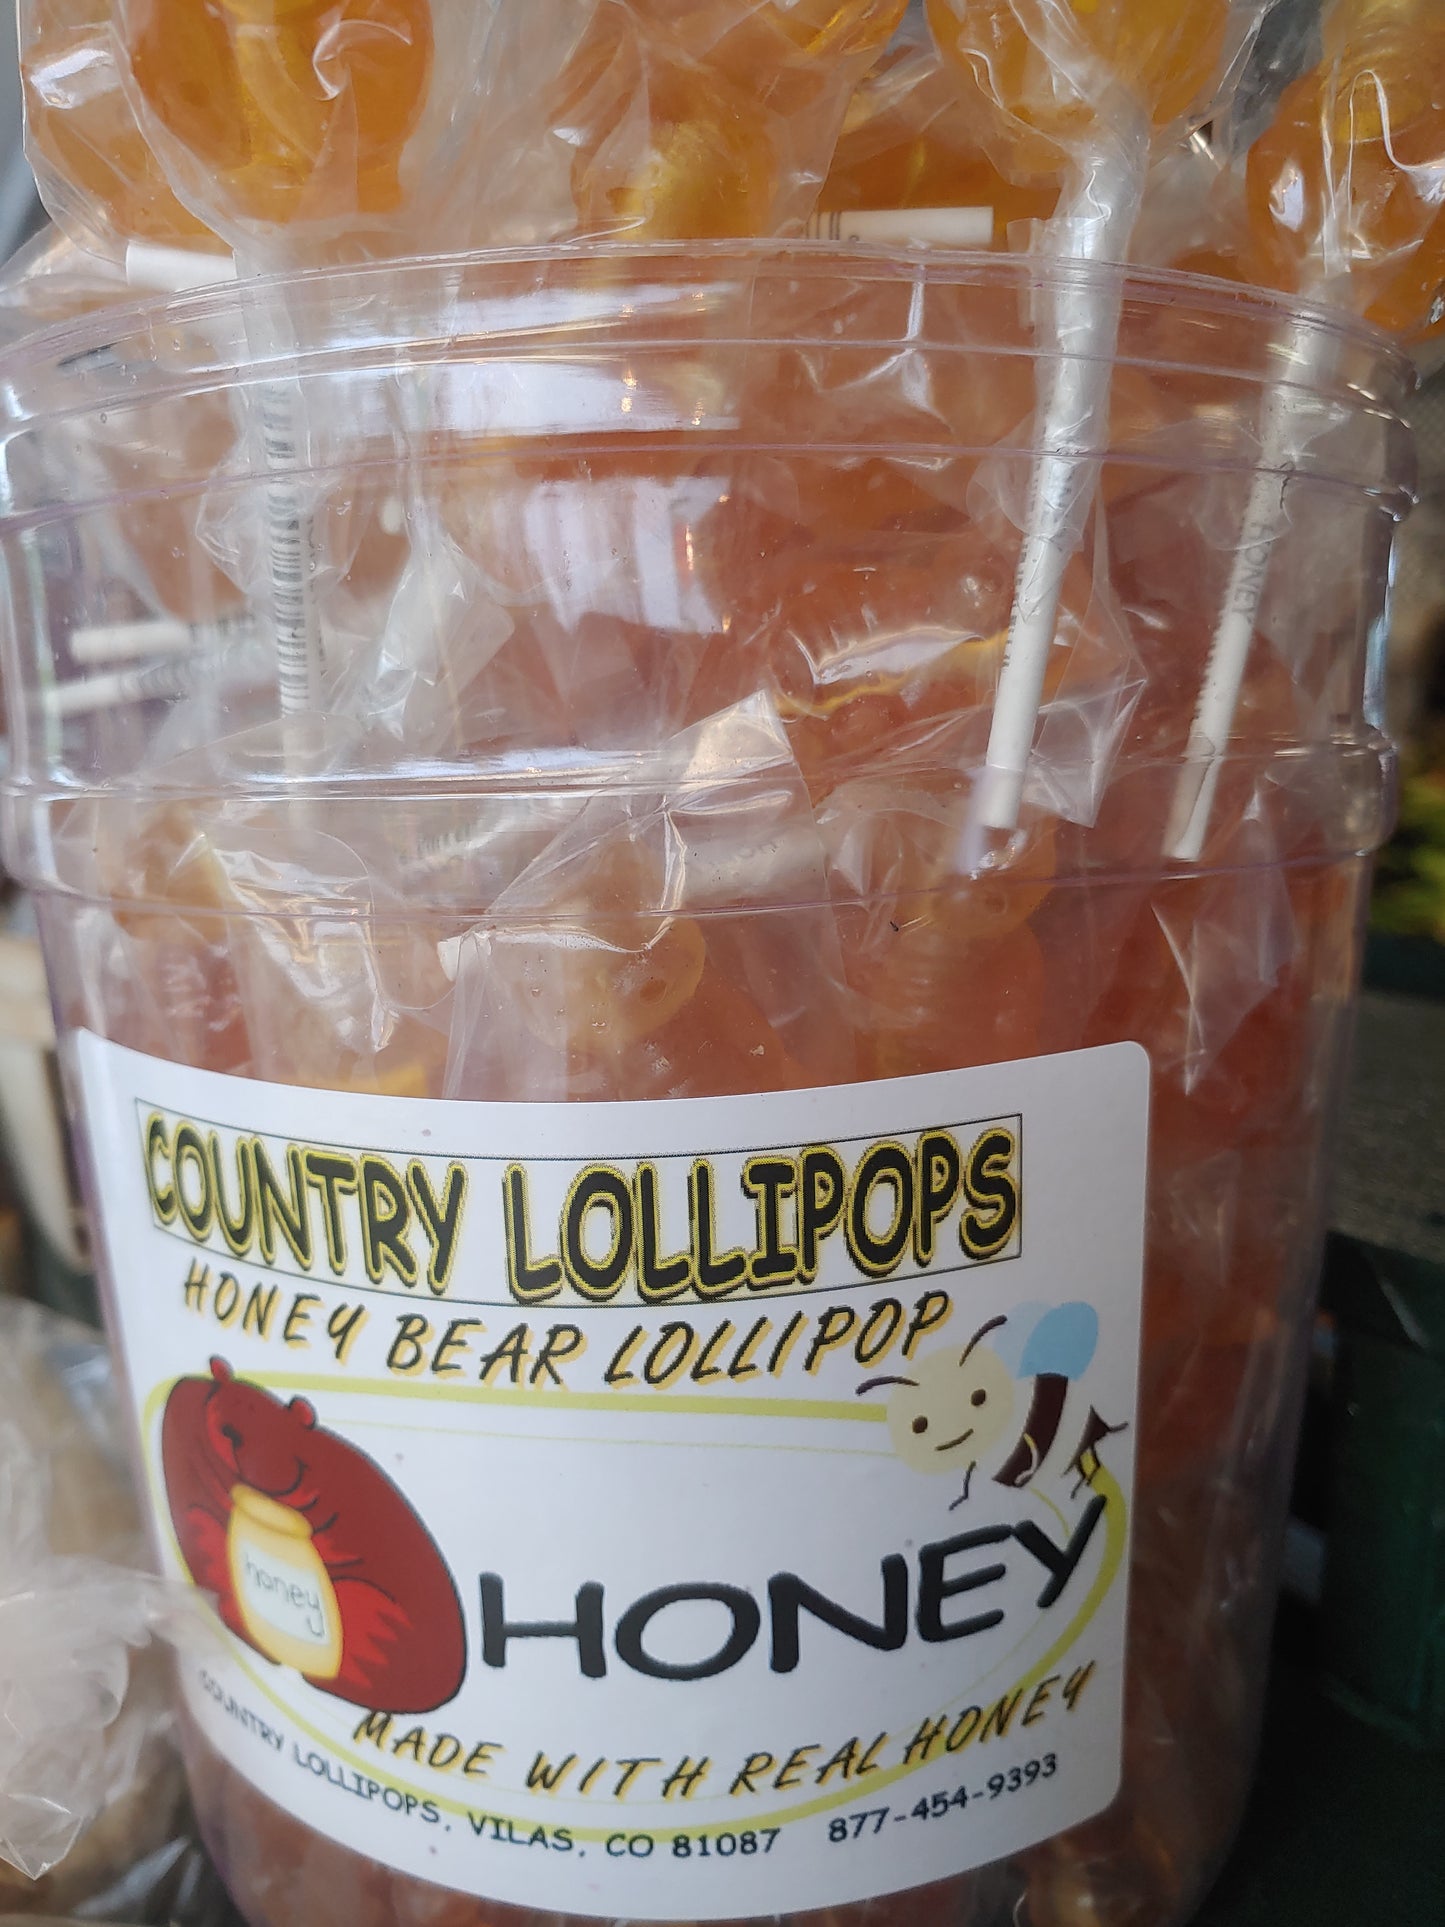 HONEY
COUNTRY LOLLIPOPS
HONEY BEAR LOLLIPOP
honey
HONEY
MADE WITH REAL HONEY
COUNTRY LOLLIPOPS, VILAS, CO 81087 877-454-9393